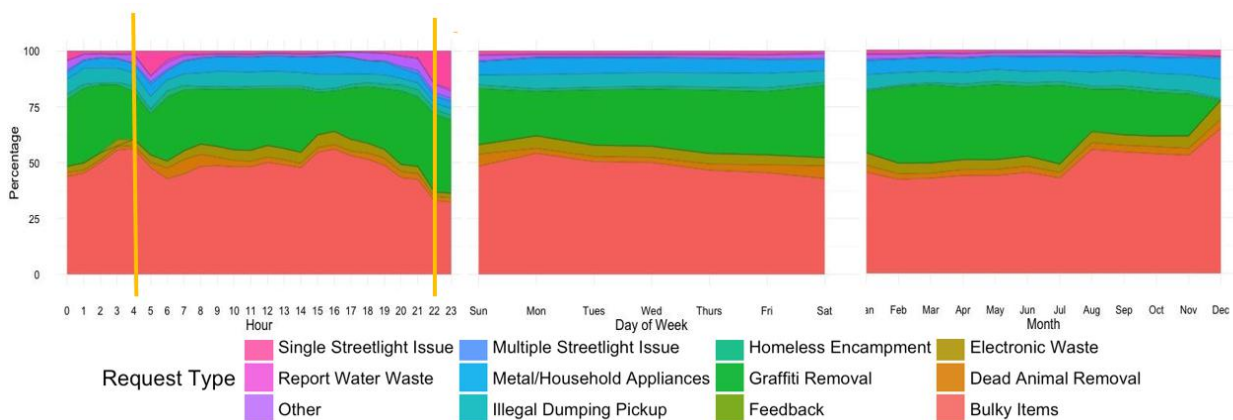 100
75
50
25
0
Percentage
0 1 2 3 4 5 6 7 8 9 10 11 12 13 14 15 16 17 18 19 20 21 22 23
Hour
Sun Mon Tues Wed Thurs Fri Sat
Day of Week
an Feb Mar Apr May Jun Jul Aug Sep Oct Nov Dec
Month
Request Type
Single Streetlight Issue
Report Water Waste
Other
Multiple Streetlight Issue
Metal/Household Appliances
Illegal Dumping Pickup
Homeless Encampment
Graffiti Removal
Feedback
Electronic Waste
Dead Animal Removal
Bulky Items